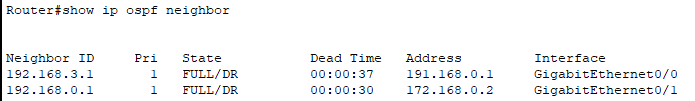 Router#show ip ospf neighbor
Neighbor ID     Pri   State           Dead Time   Address         Interface
192.168.3.1       1   FULL/DR         00:00:37    191.168.0.1     GigabitEthernet0/0
192.168.0.1       1   FULL/DR         00:00:30    172.168.0.2     GigabitEthernet0/1